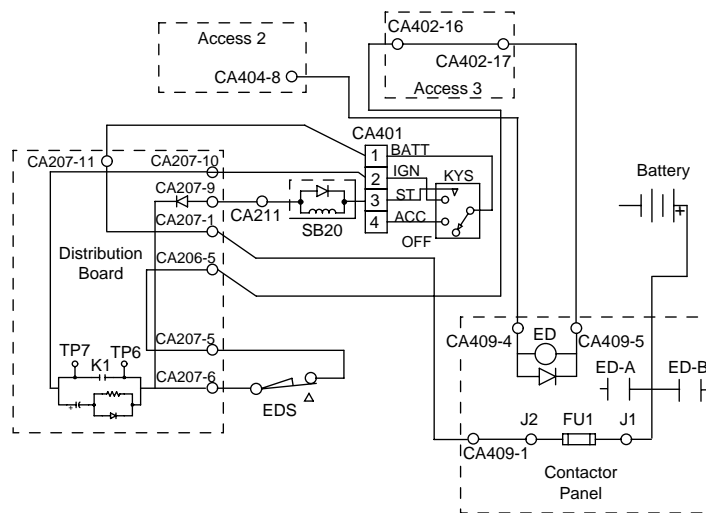 CA402-16
Access 2
CA402-17
CA404-8
Access 3
CA401
BATT
1
CA207-11
CA207-10
IGN
KYS
Battery
2
CA207-9
ST
3
+
CA211
ACC
4
CA207-1
SB20
OFF
Distribution
Board
CA206-5
CA207-5
CA409-4
ED
CA409-5
TP7
TP6
K1
ED-A
ED-B
CA207-6
+
EDS
J2
FU1
J1
CA409-1
Contactor
Panel